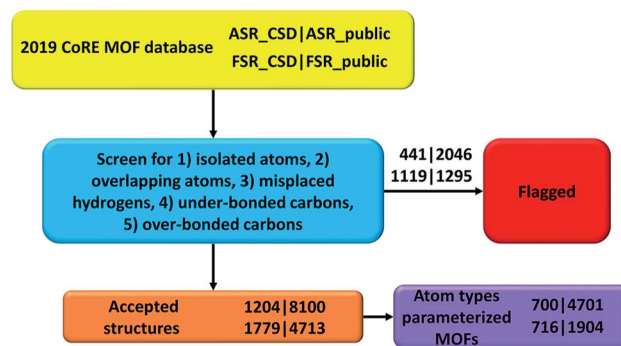 2019 CoRE MOF database
ASR_CSD|ASR_public
FSR_CSD|FSR_public
Screen for 1) isolated atoms, 2)
overlapping atoms, 3) misplaced
hydrogens, 4) under-bonded carbons,
5) over-bonded carbons
441|2046
1119|1295
Flagged
Accepted
structures
1204|8100
1779|4713
Atom types
parameterized
MOFs
700|4701
716|1904